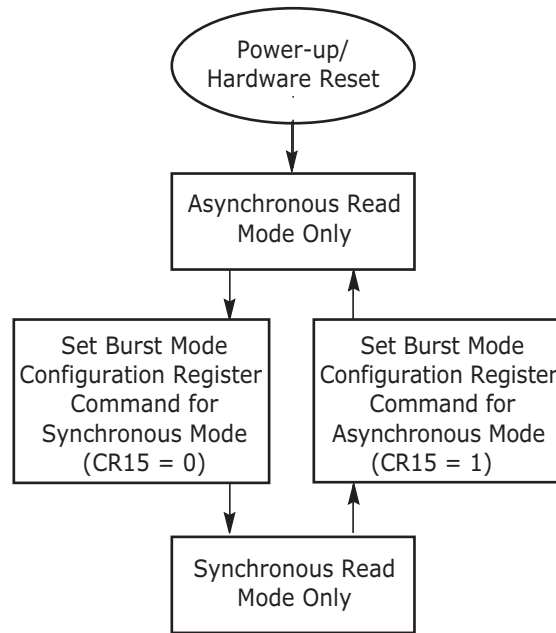 Power-up/
Hardware Reset
Asynchronous Read
Mode Only
Set Burst Mode
Configuration Register
Command for
Synchronous Mode
(CR15 = 0)
Set Burst Mode
Configuration Register
Command for
Asynchronous Mode
(CR15 = 1)
Synchronous Read
Mode Only